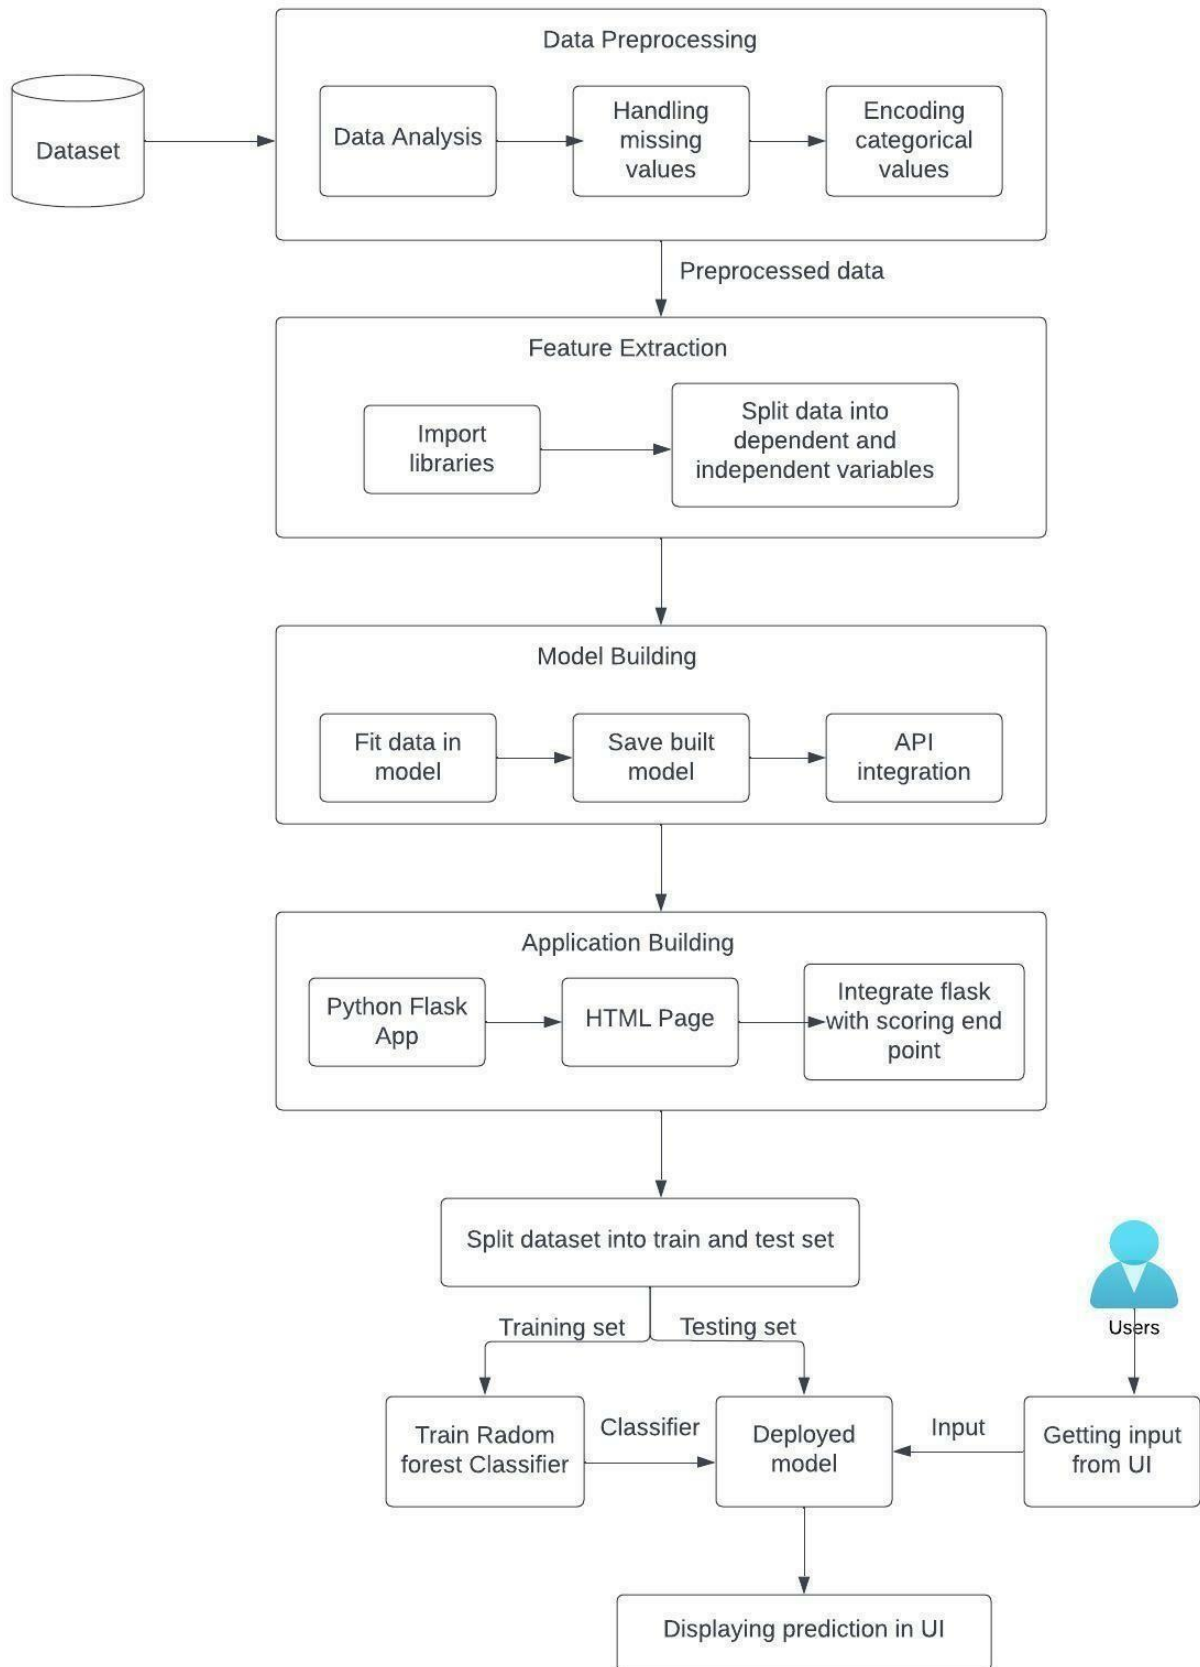 Data Preprocessing
Dataset
Data Analysis
Handling
missing
values
Encoding
categorical
values
Preprocessed data
Feature Extraction
Import
libraries
Split data into
dependent and
independent variables
Model Building
Fit data in
model
Save built
model
API
integration
Application Building
Python Flask
App
HTML Page
Integrate flask
with scoring end
point
Split dataset into train and test set
Training set
Testing set
Users
Train Radom
forest Classifier
Classifier
Deployed
model
Input
Getting input
from UI
Displaying prediction in UI